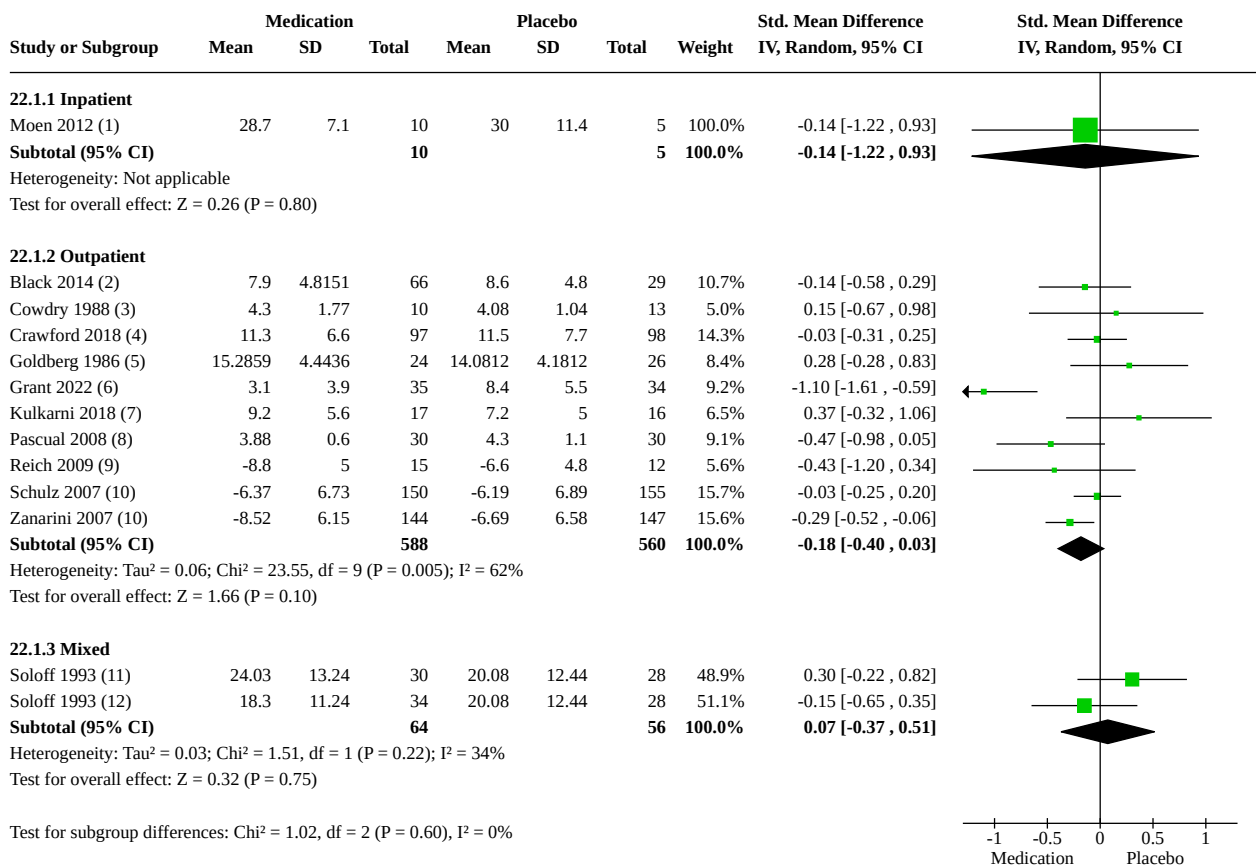 Medication Placebo Std. Mean Difference Std. Mean Difference
Study or Subgroup Mean SD Total Mean SD Total Weight IV, Random, 95% CI IV, Random, 95% CI
22.1.1 Inpatient
Moen 2012 (1) 28.7 7.1 10 30 11.4 5 100.0% -0.14 [-1.22 , 0.93]
Subtotal (95% CI) 10 5 100.0% -0.14 [-1.22 , 0.93]
Heterogeneity: Not applicable
Test for overall effect: Z = 0.26 (P = 0.80)
22.1.2 Outpatient
Black 2014 (2) 7.9 4.8151 66 8.6 4.8 29 10.7% -0.14 [-0.58 , 0.29]
Cowdry 1988 (3) 4.3 1.77 10 4.08 1.04 13 5.0% 0.15 [-0.67 , 0.98]
Crawford 2018 (4) 11.3 6.6 97 11.5 7.7 98 14.3% -0.03 [-0.31 , 0.25]
Goldberg 1986 (5) 15.2859 4.4436 24 14.0812 4.1812 26 8.4% 0.28 [-0.28 , 0.83]
Grant 2022 (6) 3.1 3.9 35 8.4 5.5 34 9.2% -1.10 [-1.61 , -0.59]
Kulkarni 2018 (7) 9.2 5.6 17 7.2 5 16 6.5% 0.37 [-0.32 , 1.06]
Pascual 2008 (8) 3.88 0.6 30 4.3 1.1 30 9.1% -0.47 [-0.98 , 0.05]
Reich 2009 (9) -8.8 5 15 -6.6 4.8 12 5.6% -0.43 [-1.20 , 0.34]
Schulz 2007 (10) -6.37 6.73 150 -6.19 6.89 155 15.7% -0.03 [-0.25 , 0.20]
Zanarini 2007 (10) -8.52 6.15 144 -6.69 6.58 147 15.6% -0.29 [-0.52 , -0.06]
Subtotal (95% CI) 588 560 100.0% -0.18 [-0.40 , 0.03]
Heterogeneity: Tau² = 0.06; Chi² = 23.55, df = 9 (P = 0.005); I² = 62%
Test for overall effect: Z = 1.66 (P = 0.10)
22.1.3 Mixed
Soloff 1993 (11) 24.03 13.24 30 20.08 12.44 28 48.9% 0.30 [-0.22 , 0.82]
Soloff 1993 (12) 18.3 11.24 34 20.08 12.44 28 51.1% -0.15 [-0.65 , 0.35]
Subtotal (95% CI) 64 56 100.0% 0.07 [-0.37 , 0.51]
Heterogeneity: Tau² = 0.03; Chi² = 1.51, df = 1 (P = 0.22); I² = 34%
Test for overall effect: Z = 0.32 (P = 0.75)
Test for subgroup differences: Chi² = 1.02, df = 2 (P = 0.60), I² = 0%
-1 -0.5 0 0.5 1
Medication Placebo